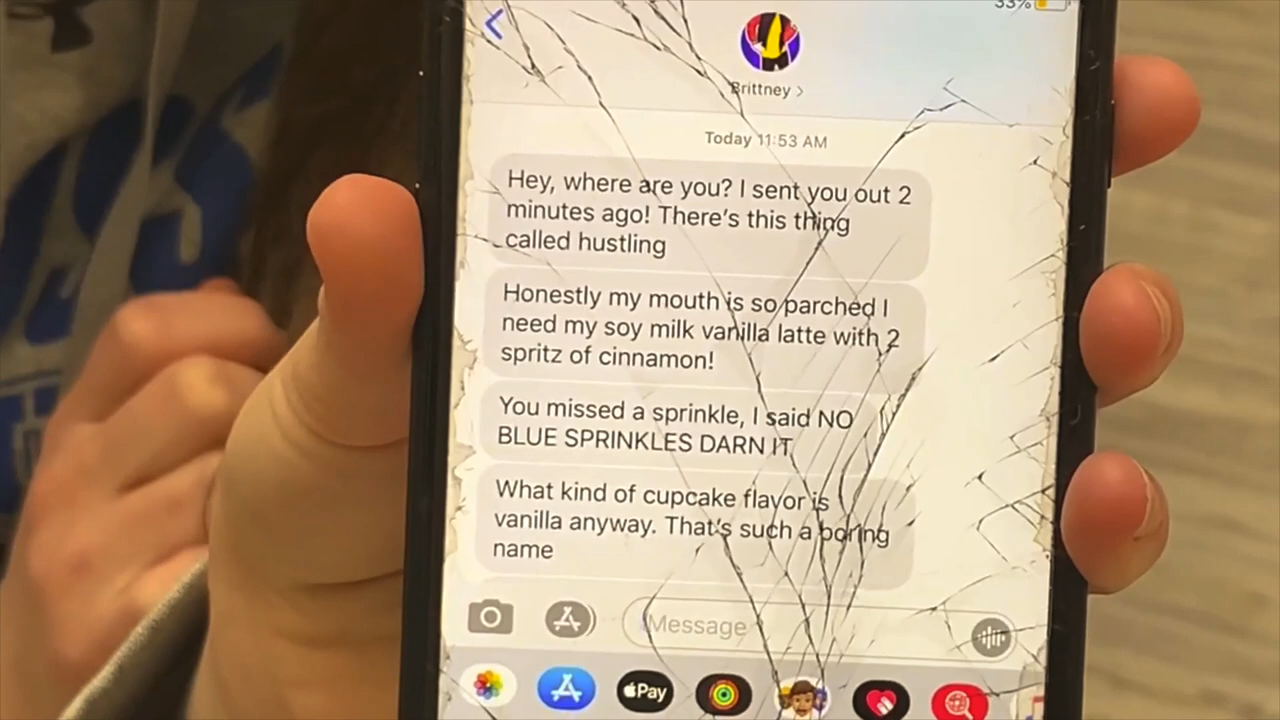 33%
Brittney >
Today 11:53 AM
Hey, where are you? I sent you out 2
minutes ago! There's this thing
called hustling
Honestly my mouth is so parched I
need my soy milk vanilla latte with 2
spritz of cinnamon!
You missed a sprinkle, I said NO
BLUE SPRINKLES DARN IT
What kind of cupcake flavor is
vanilla anyway. That's such a boring
name
Message
Pay